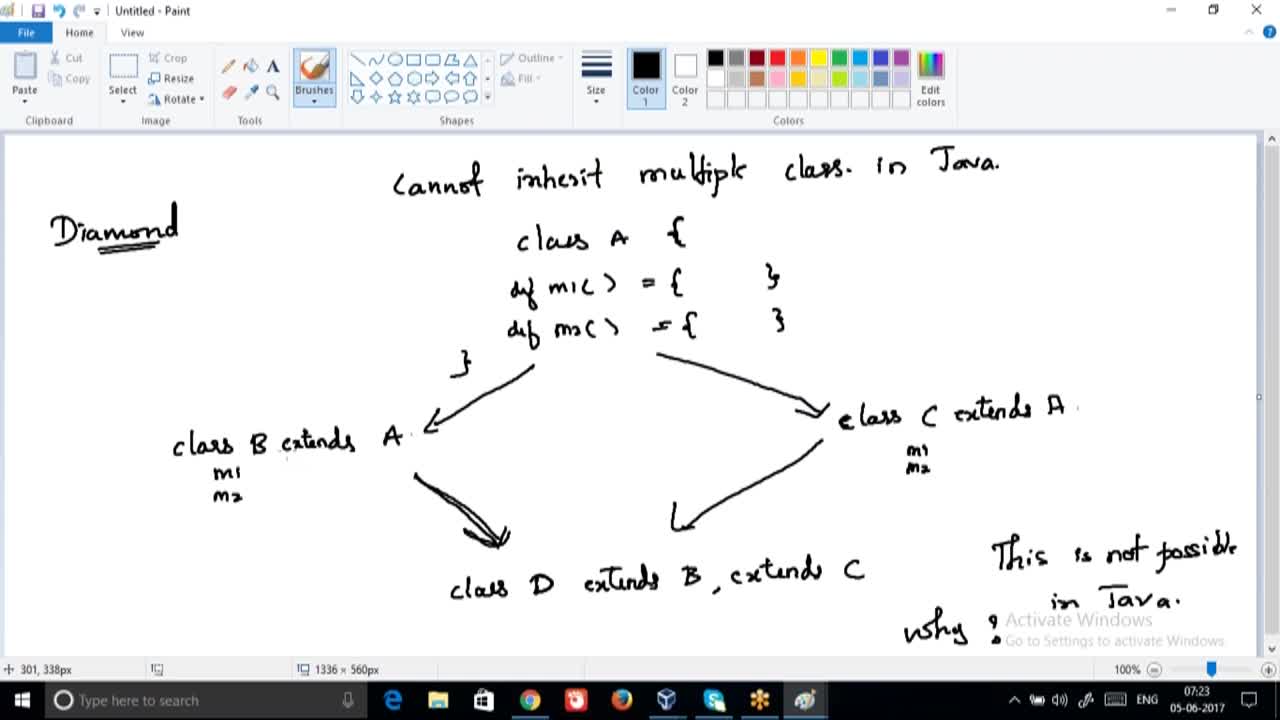 Untitled - Paint
File Home View
Paste
Cut
Copy
Clipboard
Select
Crop
Resize
Rotate
Image
Tools
Brushes
Shapes
Outline
Fill
Size
Color 1
Color 2
Edit colors
Colors
Cannot inherit multiple class. in Java.
Diamond
class A {
def m1( ) = { }
def m2( ) = { }
}
class B extends A.
m1
m2
class C extends A.
m1
m2
class D extends B, extends C
This is not possible
in Java.
why ?
Activate Windows
Go to Settings to activate Windows.
301, 338px
1336 × 560px
100%
Type here to search
ENG
07:23
05-06-2017